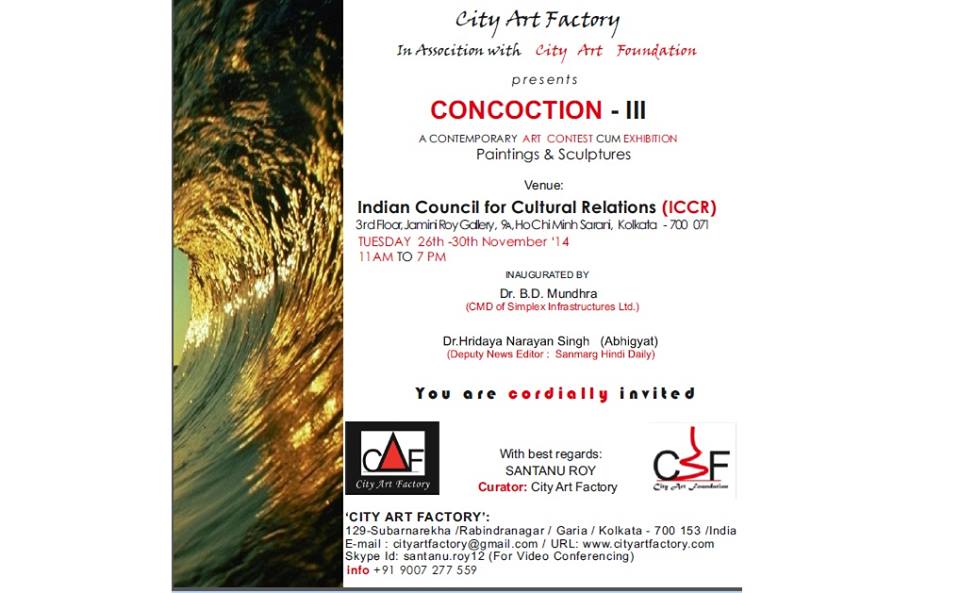 City Art Factory
In Assocition with City Art Foundation
presents
CONCOCTION - III
A CONTEMPORARY ART CONTEST CUM EXHIBITION
Paintings & Sculptures
Venue:
Indian Council for Cultural Relations (ICCR)
3rd Floor, Jamini Roy Gallery, 9A, Ho Chi Minh Sarani, Kolkata - 700 071
TUESDAY 26th -30th November '14
11AM TO 7 PM
INAUGURATED BY
Dr. B.D. Mundhra
(CMD of Simplex Infrastructures Ltd.)
Dr.Hridaya Narayan Singh (Abhigyat)
(Deputy News Editor : Sanmarg Hindi Daily)
You are cordially invited
CAF
City Art Factory
With best regards:
SANTANU ROY
Curator: City Art Factory
CAF
City Art Foundation
‘CITY ART FACTORY’:
129-Subarnarekha /Rabindranagar / Garia / Kolkata - 700 153 /India
E-mail : cityartfactory@gmail.com / URL: www.cityartfactory.com
Skype Id: santanu.roy12 (For Video Conferencing)
info +91 9007 277 559